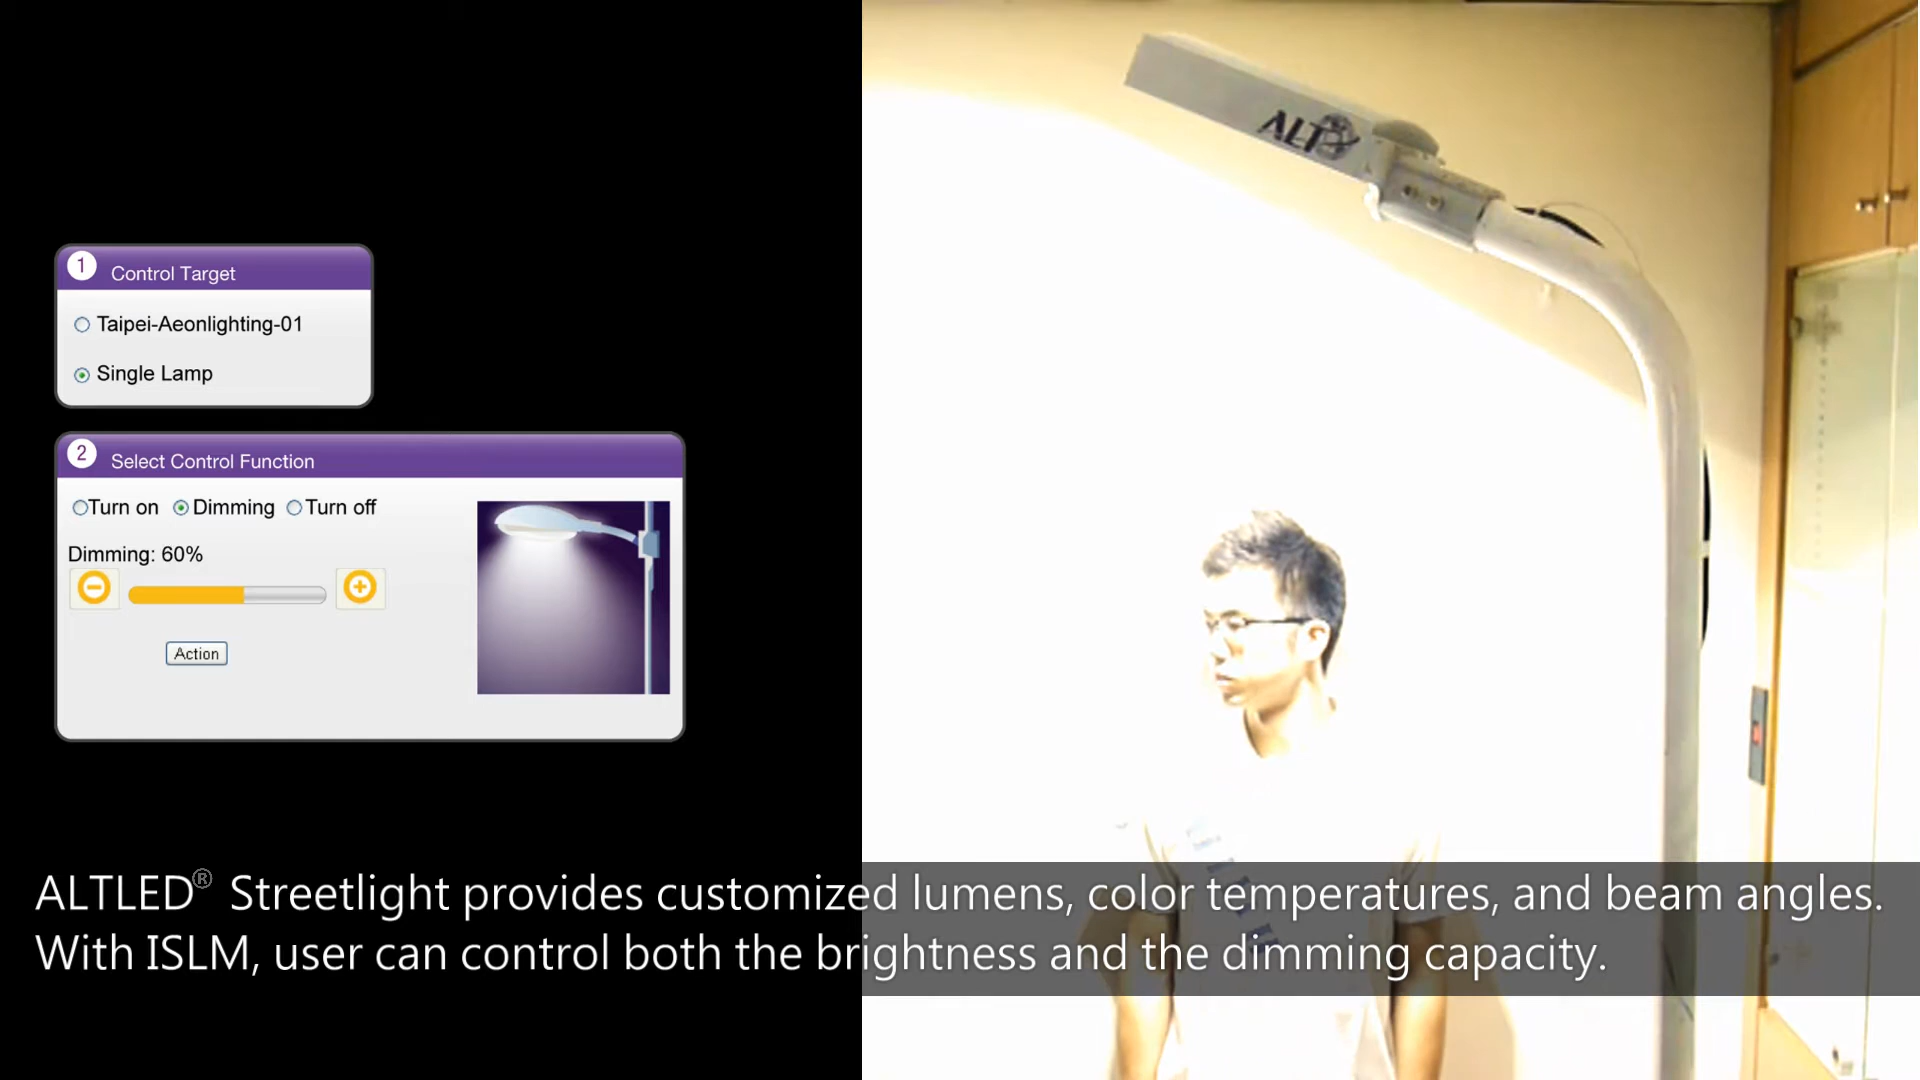 1 Control Target
Taipei-Aeonlighting-01
Single Lamp
2 Select Control Function
Turn on Dimming Turn off
Dimming: 60%
Action
ALT
ALTLED® Streetlight provides customized lumens, color temperatures, and beam angles.
With ISLM, user can control both the brightness and the dimming capacity.